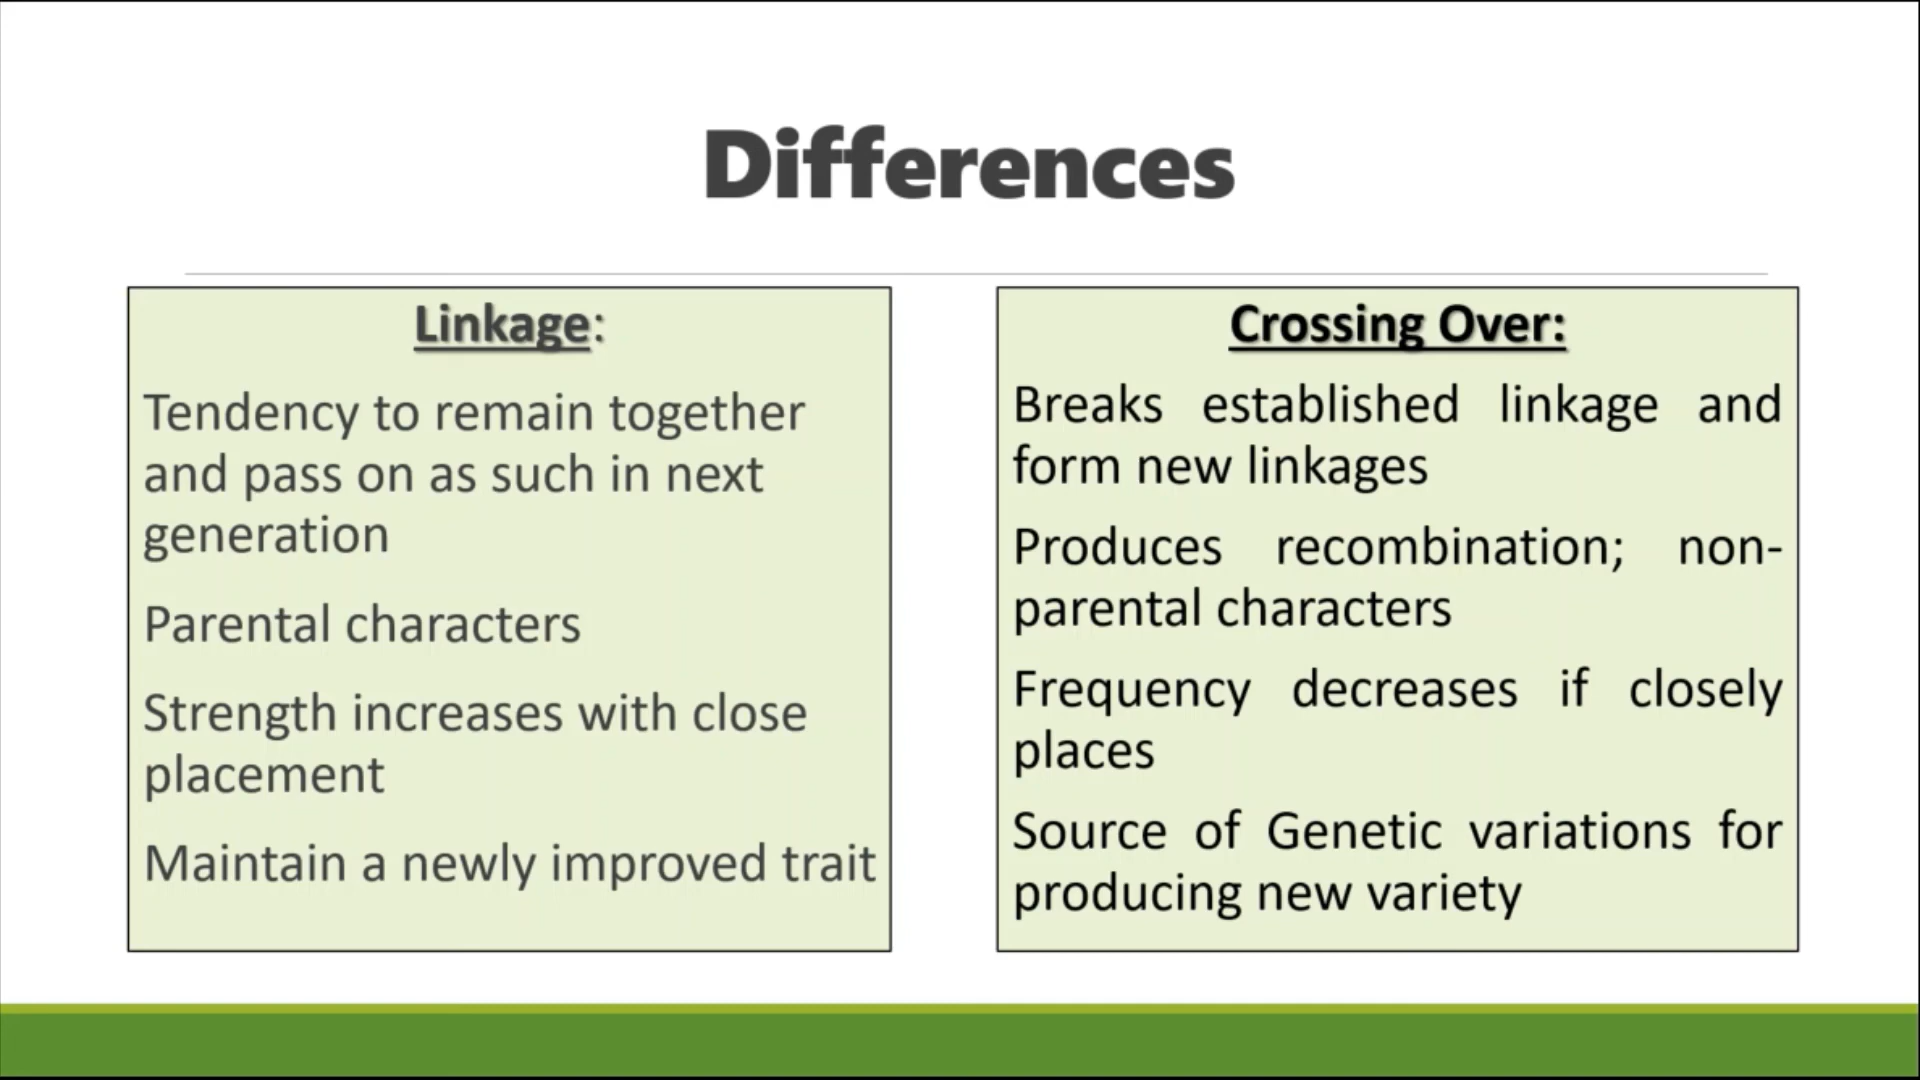 Differences
Linkage:
Tendency to remain together
and pass on as such in next
generation
Parental characters
Strength increases with close
placement
Maintain a newly improved trait
Crossing Over:
Breaks established linkage and
form new linkages
Produces recombination; non-
parental characters
Frequency decreases if closely
places
Source of Genetic variations for
producing new variety